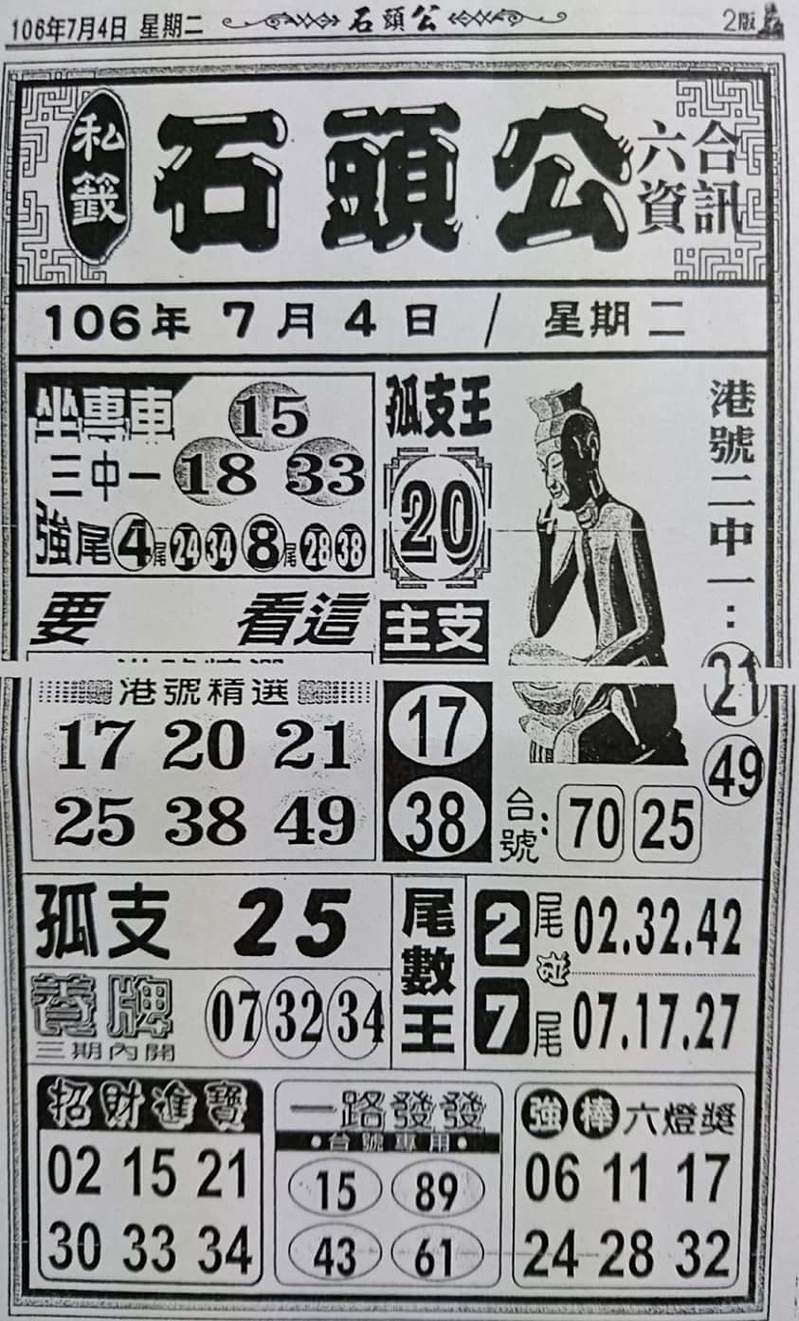 106年7月4日 星期二
石頭公
2版
私籤
石頭公
六合
資訊
106年 7月4日 / 星期二
坐專車
三中一
15
18 33
強尾 4尾 24 34 8尾 28 38
孤支王
20
港號二中一：
21
49
要 看這
主支
17
38
港號精選
17 20 21
25 38 49
台號：70 25
孤支 25
養牌
三期內開
07 32 34
尾數王
2尾 02.32.42
碰
7尾 07.17.27
招財進寶
02 15 21
30 33 34
一路發發
·台號專用·
15 89
43 61
強棒六燈獎
06 11 17
24 28 32